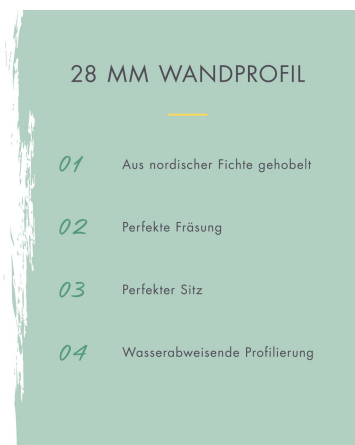 28 MM WANDPROFIL
01 Aus nordischer Fichte gehobelt
02 Perfekte Fräsung
03 Perfekter Sitz
04 Wasserabweisende Profilierung